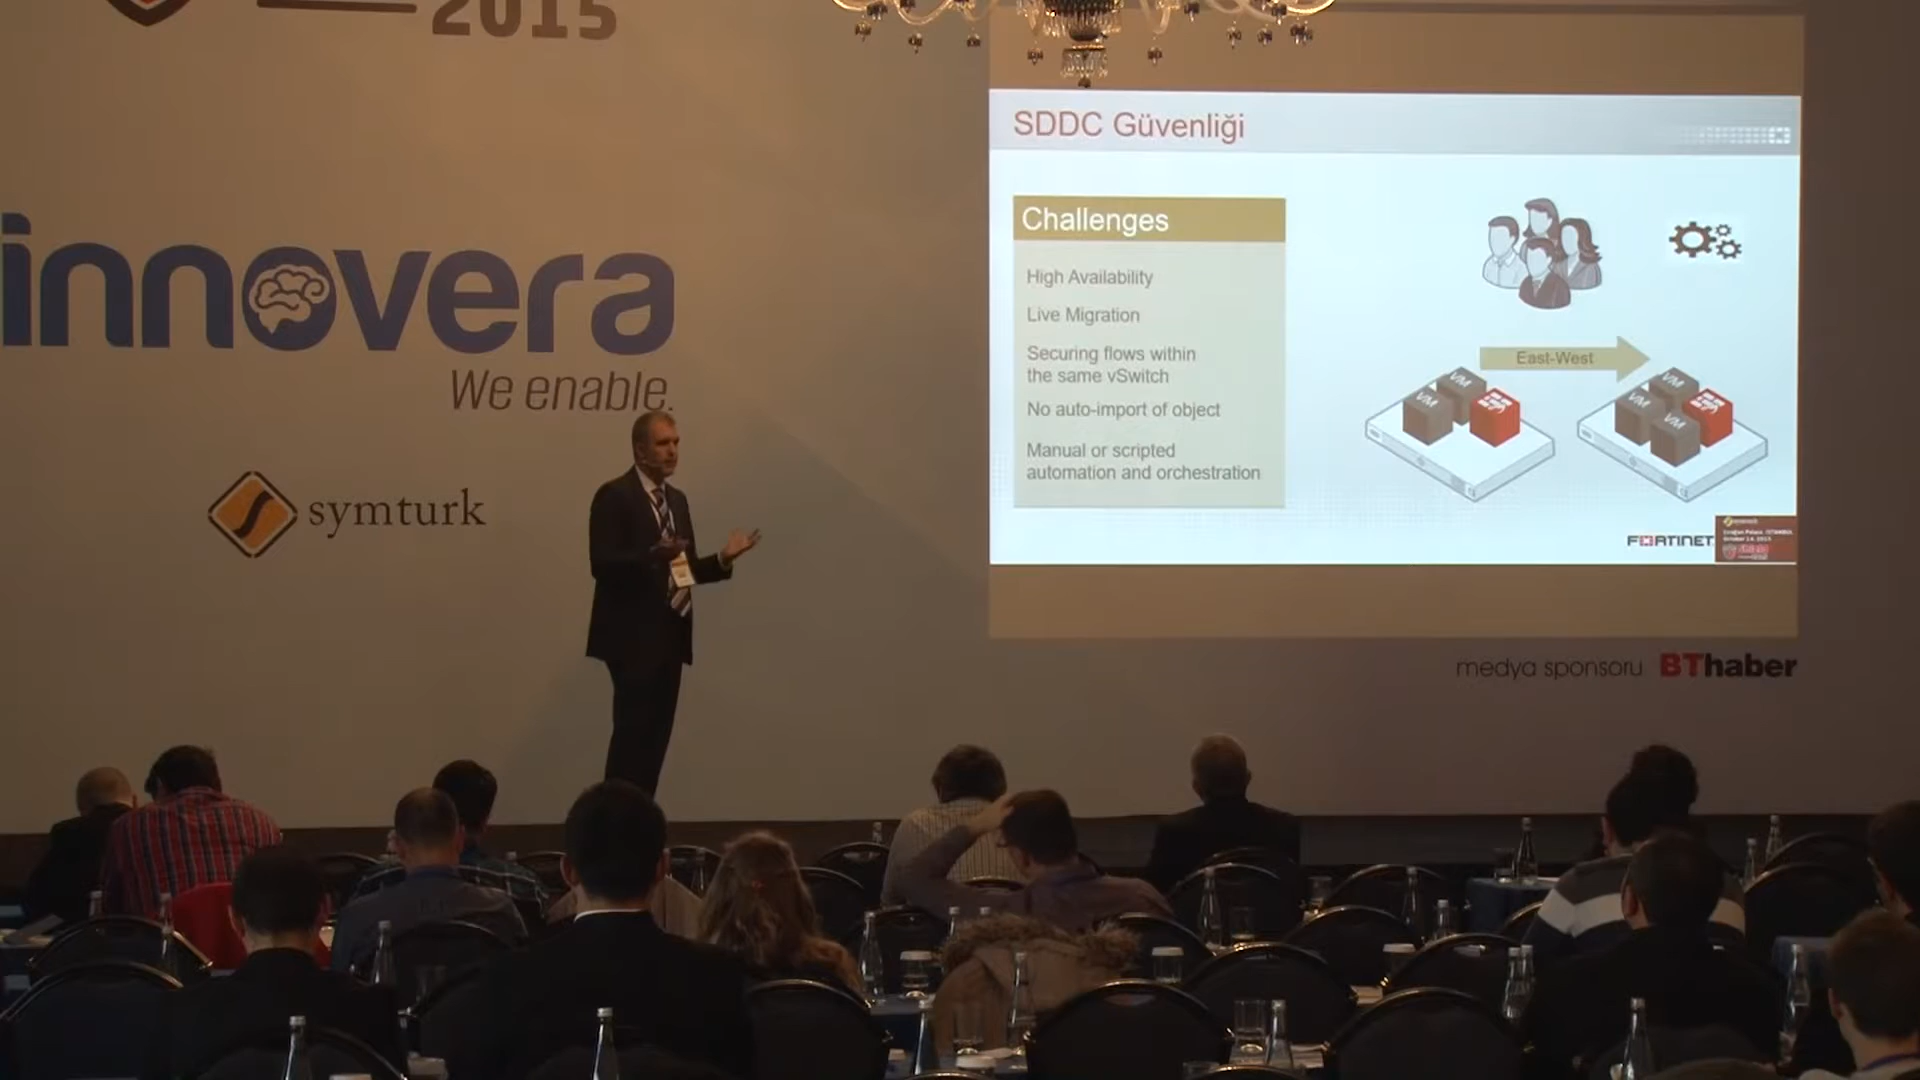 2015
innovera
We enable.
symturk
SDDC Güvenliği
Challenges
High Availability
Live Migration
Securing flows within
the same vSwitch
No auto-import of object
Manual or scripted
automation and orchestration
East-West
VM
VM
VM
VM
VM
FORTINET
medya sponsoru BThaber